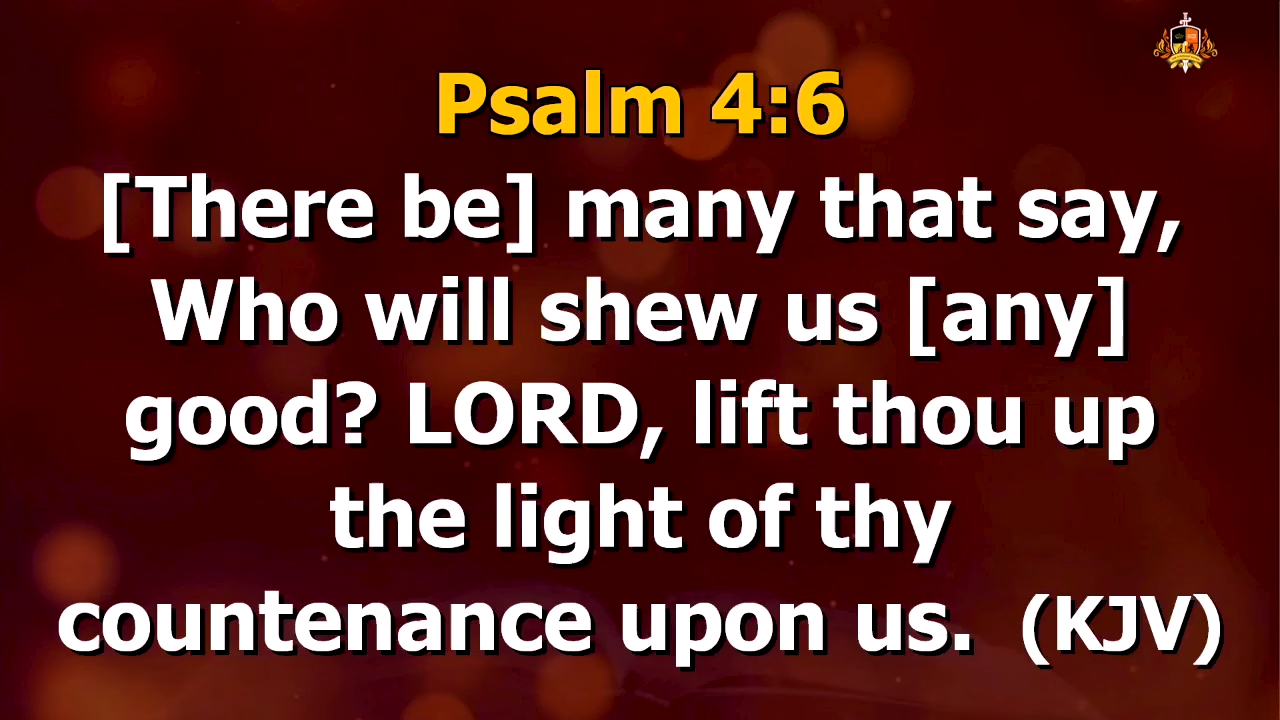 Psalm 4:6
[There be] many that say,
Who will shew us [any]
good? LORD, lift thou up
the light of thy
countenance upon us.  (KJV)